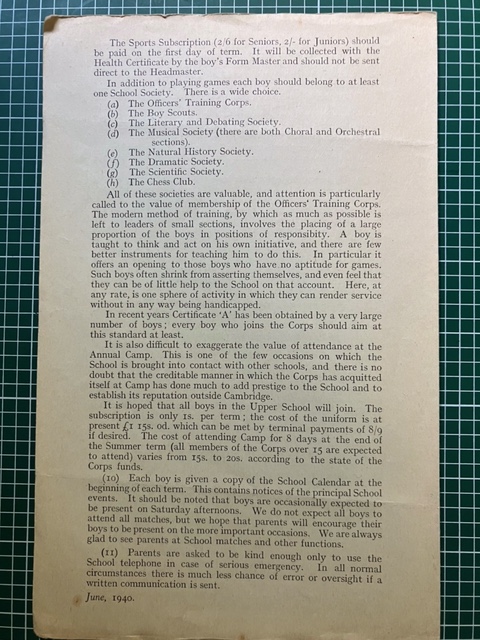 The Sports Subscription (2/6 for Seniors, 2/- for Juniors) should
be paid on the first day of term. It will be collected with the
Health Certificate by the boy's Form Master and should not be sent
direct to the Headmaster.
In addition to playing games each boy should belong to at least
one School Society. There is a wide choice.
(a) The Officers' Training Corps.
(b) The Boy Scouts.
(c) The Literary and Debating Society.
(d) The Musical Society (there are both Choral and Orchestral
sections).
(e) The Natural History Society.
(f) The Dramatic Society.
(g) The Scientific Society.
(h) The Chess Club.
All of these societies are valuable, and attention is particularly
called to the value of membership of the Officers' Training Corps.
The modern method of training, by which as much as possible is
left to leaders of small sections, involves the placing of a large
proportion of the boys in positions of responsibity. A boy is
taught to think and act on his own initiative, and there are few
better instruments for teaching him to do this. In particular it
offers an opening to those boys who have no aptitude for games.
Such boys often shrink from asserting themselves, and even feel that
they can be of little help to the School on that account. Here, at
any rate, is one sphere of activity in which they can render service
without in any way being handicapped.
In recent years Certificate 'A' has been obtained by a very large
number of boys; every boy who joins the Corps should aim at
this standard at least.
It is also difficult to exaggerate the value of attendance at the
Annual Camp. This is one of the few occasions on which the
School is brought into contact with other schools, and there is no
doubt that the creditable manner in which the Corps has acquitted
itself at Camp has done much to add prestige to the School and to
establish its reputation outside Cambridge.
It is hoped that all boys in the Upper School will join. The
subscription is only 1s. per term; the cost of the uniform is at
present £1 15s. od. which can be met by terminal payments of 8/9
if desired. The cost of attending Camp for 8 days at the end of
the Summer term (all members of the Corps over 15 are expected
to attend) varies from 15s. to 20s. according to the state of the
Corps funds.
(10) Each boy is given a copy of the School Calendar at the
beginning of each term. This contains notices of the principal School
events. It should be noted that boys are occasionally expected to
be present on Saturday afternoons. We do not expect all boys to
attend all matches, but we hope that parents will encourage their
boys to be present on the more important occasions. We are always
glad to see parents at School matches and other functions.
(11) Parents are asked to be kind enough only to use the
School telephone in case of serious emergency. In all normal
circumstances there is much less chance of error or oversight if a
written communication is sent.
June, 1940.